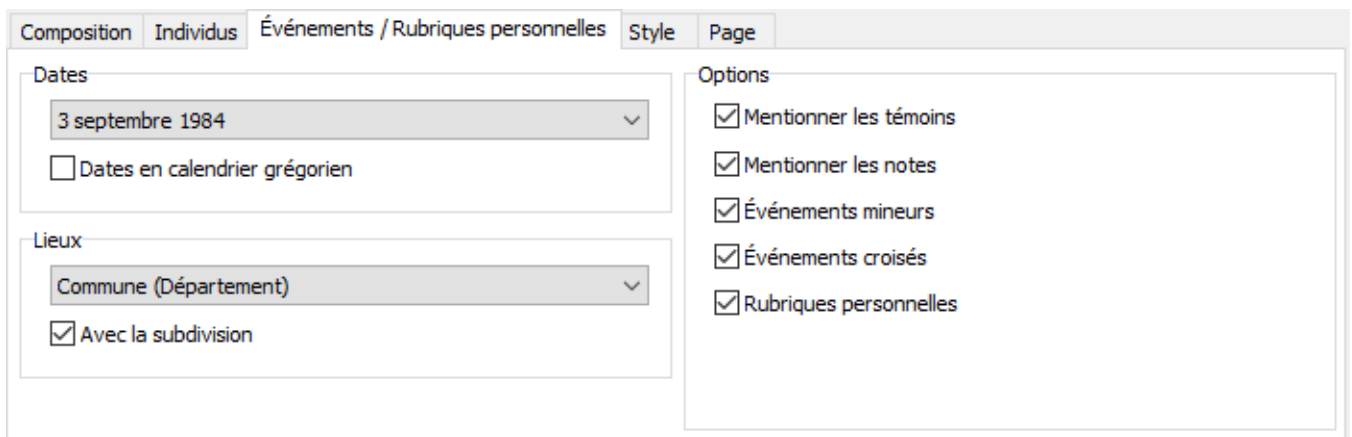 Composition Individus Événements / Rubriques personnelles Style Page
Dates
3 septembre 1984
Dates en calendrier grégorien
Lieux
Commune (Département)
Avec la subdivision
Options
Mentionner les témoins
Mentionner les notes
Événements mineurs
Événements croisés
Rubriques personnelles